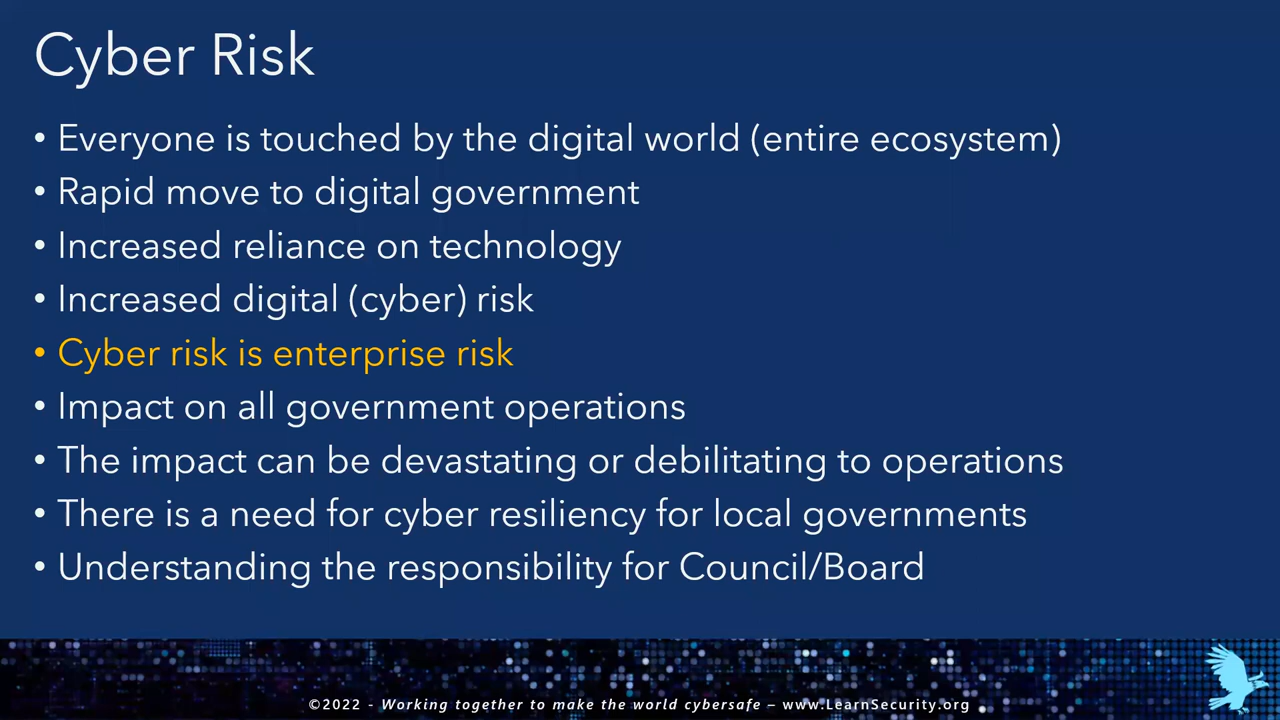 Cyber Risk
• Everyone is touched by the digital world (entire ecosystem)
• Rapid move to digital government
• Increased reliance on technology
• Increased digital (cyber) risk
• Cyber risk is enterprise risk
• Impact on all government operations
• The impact can be devastating or debilitating to operations
• There is a need for cyber resiliency for local governments
• Understanding the responsibility for Council/Board
©2022 - Working together to make the world cybersafe – www.LearnSecurity.org